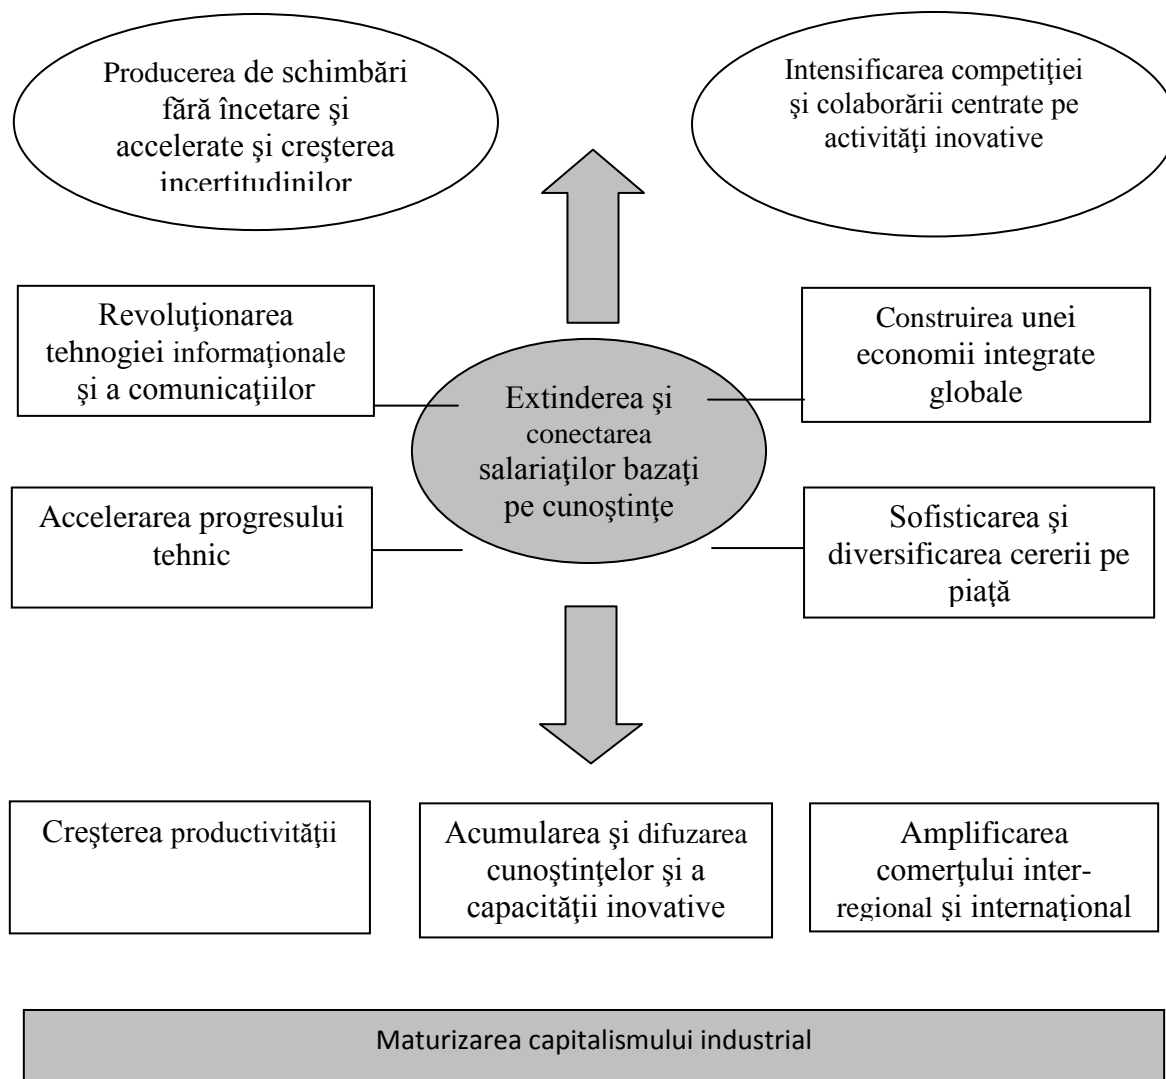 Producerea de schimbări
fără încetare şi
accelerate şi creşterea
incertitudinilor
Intensificarea competiţiei
şi colaborării centrate pe
activităţi inovative
Revoluţionarea
tehnogiei informaţionale
şi a comunicaţiilor
Construirea unei
economii integrate
globale
Extinderea şi
conectarea
salariaţilor bazaţi
pe cunoştinţe
Accelerarea progresului
tehnic
Sofisticarea şi
diversificarea cererii pe
piaţă
Creşterea productivităţii
Acumularea şi difuzarea
cunoştinţelor şi a
capacităţii inovative
Amplificarea
comerţului inter-
regional şi internaţional
Maturizarea capitalismului industrial